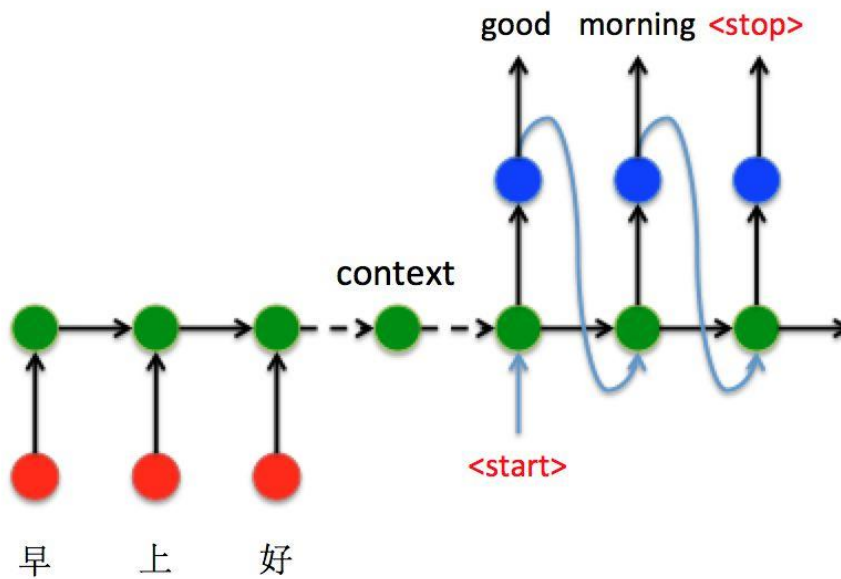 good morning <stop>
context
<start>
早 上 好